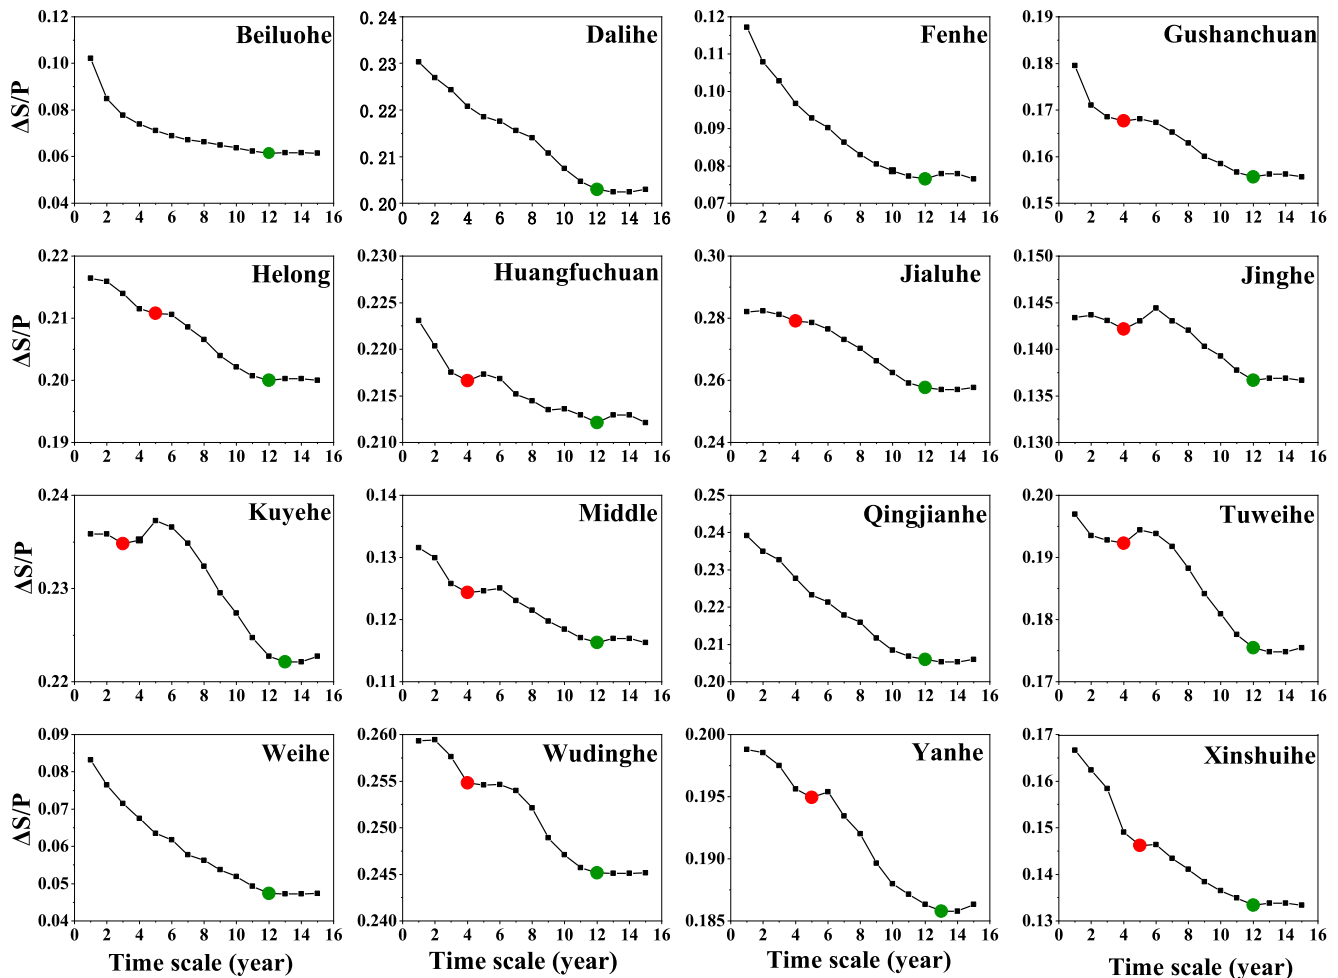 Beiluohe
ΔS/P
0.12
0.10
0.08
0.06
0.04
0 2 4 6 8 10 12 14 16
Dalihe
0.24
0.23
0.22
0.21
0.20
0 2 4 6 8 10 12 14 16
Fenhe
0.12
0.11
0.10
0.09
0.08
0.07
0 2 4 6 8 10 12 14 16
Gushanchuan
0.19
0.18
0.17
0.16
0.15
0 2 4 6 8 10 12 14 16
Helong
ΔS/P
0.22
0.21
0.20
0.19
0 2 4 6 8 10 12 14 16
Huangfuchuan
0.230
0.225
0.220
0.215
0.210
0 2 4 6 8 10 12 14 16
Jialuhe
0.30
0.28
0.26
0.24
0 2 4 6 8 10 12 14 16
Jinghe
0.150
0.145
0.140
0.135
0.130
0 2 4 6 8 10 12 14 16
Kuyehe
ΔS/P
0.24
0.23
0.22
0 2 4 6 8 10 12 14 16
Middle
0.14
0.13
0.12
0.11
0 2 4 6 8 10 12 14 16
Qingjianhe
0.25
0.24
0.23
0.22
0.21
0.20
0 2 4 6 8 10 12 14 16
Tuweihe
0.20
0.19
0.18
0.17
0 2 4 6 8 10 12 14 16
Weihe
ΔS/P
0.09
0.08
0.07
0.06
0.05
0.04
0 2 4 6 8 10 12 14 16
Time scale (year)
Wudinghe
0.260
0.255
0.250
0.245
0.240
0 2 4 6 8 10 12 14 16
Time scale (year)
Yanhe
0.200
0.195
0.190
0.185
0 2 4 6 8 10 12 14 16
Time scale (year)
Xinshuihe
0.17
0.16
0.15
0.14
0.13
0 2 4 6 8 10 12 14 16
Time scale (year)